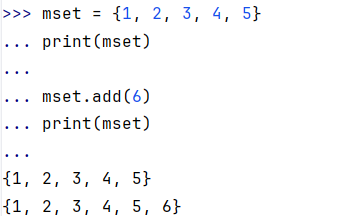 >>> mset = {1, 2, 3, 4, 5}
... print(mset)
...
... mset.add(6)
... print(mset)
...
{1, 2, 3, 4, 5}
{1, 2, 3, 4, 5, 6}